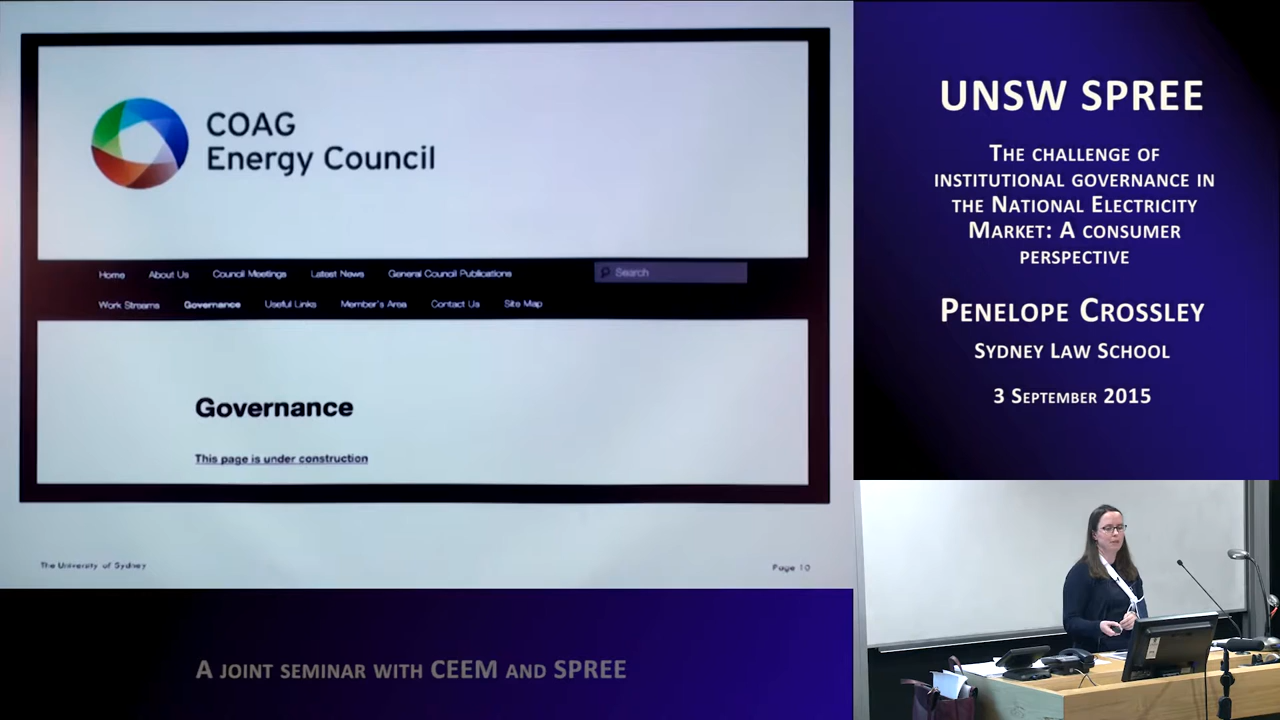 COAG
Energy Council
Home About Us Council Meetings Latest News General Council Publications Search
Work Streams Governance Useful Links Member's Area Contact Us Site Map
Governance
This page is under construction
The University of Sydney Page 10
A JOINT SEMINAR WITH CEEM AND SPREE
UNSW SPREE
THE CHALLENGE OF
INSTITUTIONAL GOVERNANCE IN
THE NATIONAL ELECTRICITY
MARKET: A CONSUMER
PERSPECTIVE
PENELOPE CROSSLEY
SYDNEY LAW SCHOOL
3 SEPTEMBER 2015